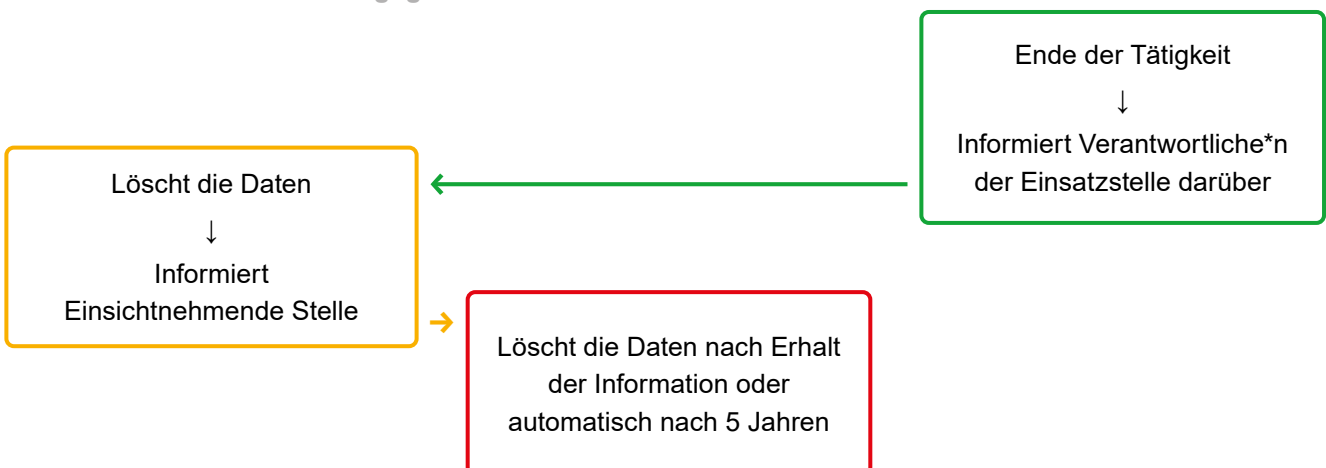 Ende der Tätigkeit
↓
Informiert Verantwortliche*n
der Einsatzstelle darüber
Löscht die Daten
↓
Informiert
Einsichtnehmende Stelle
Löscht die Daten nach Erhalt
der Information oder
automatisch nach 5 Jahren